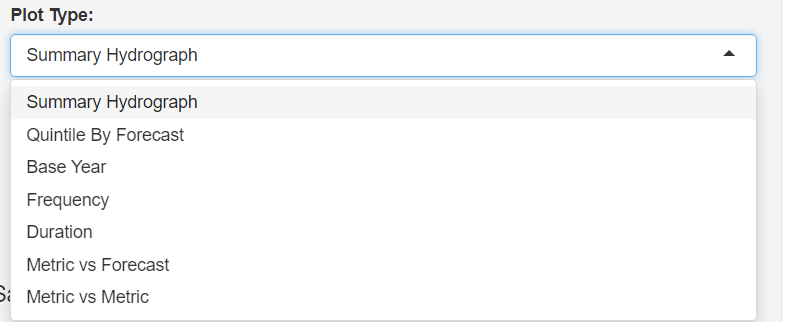 Plot Type:
Summary Hydrograph
Summary Hydrograph
Quintile By Forecast
Base Year
Frequency
Duration
Metric vs Forecast
Metric vs Metric